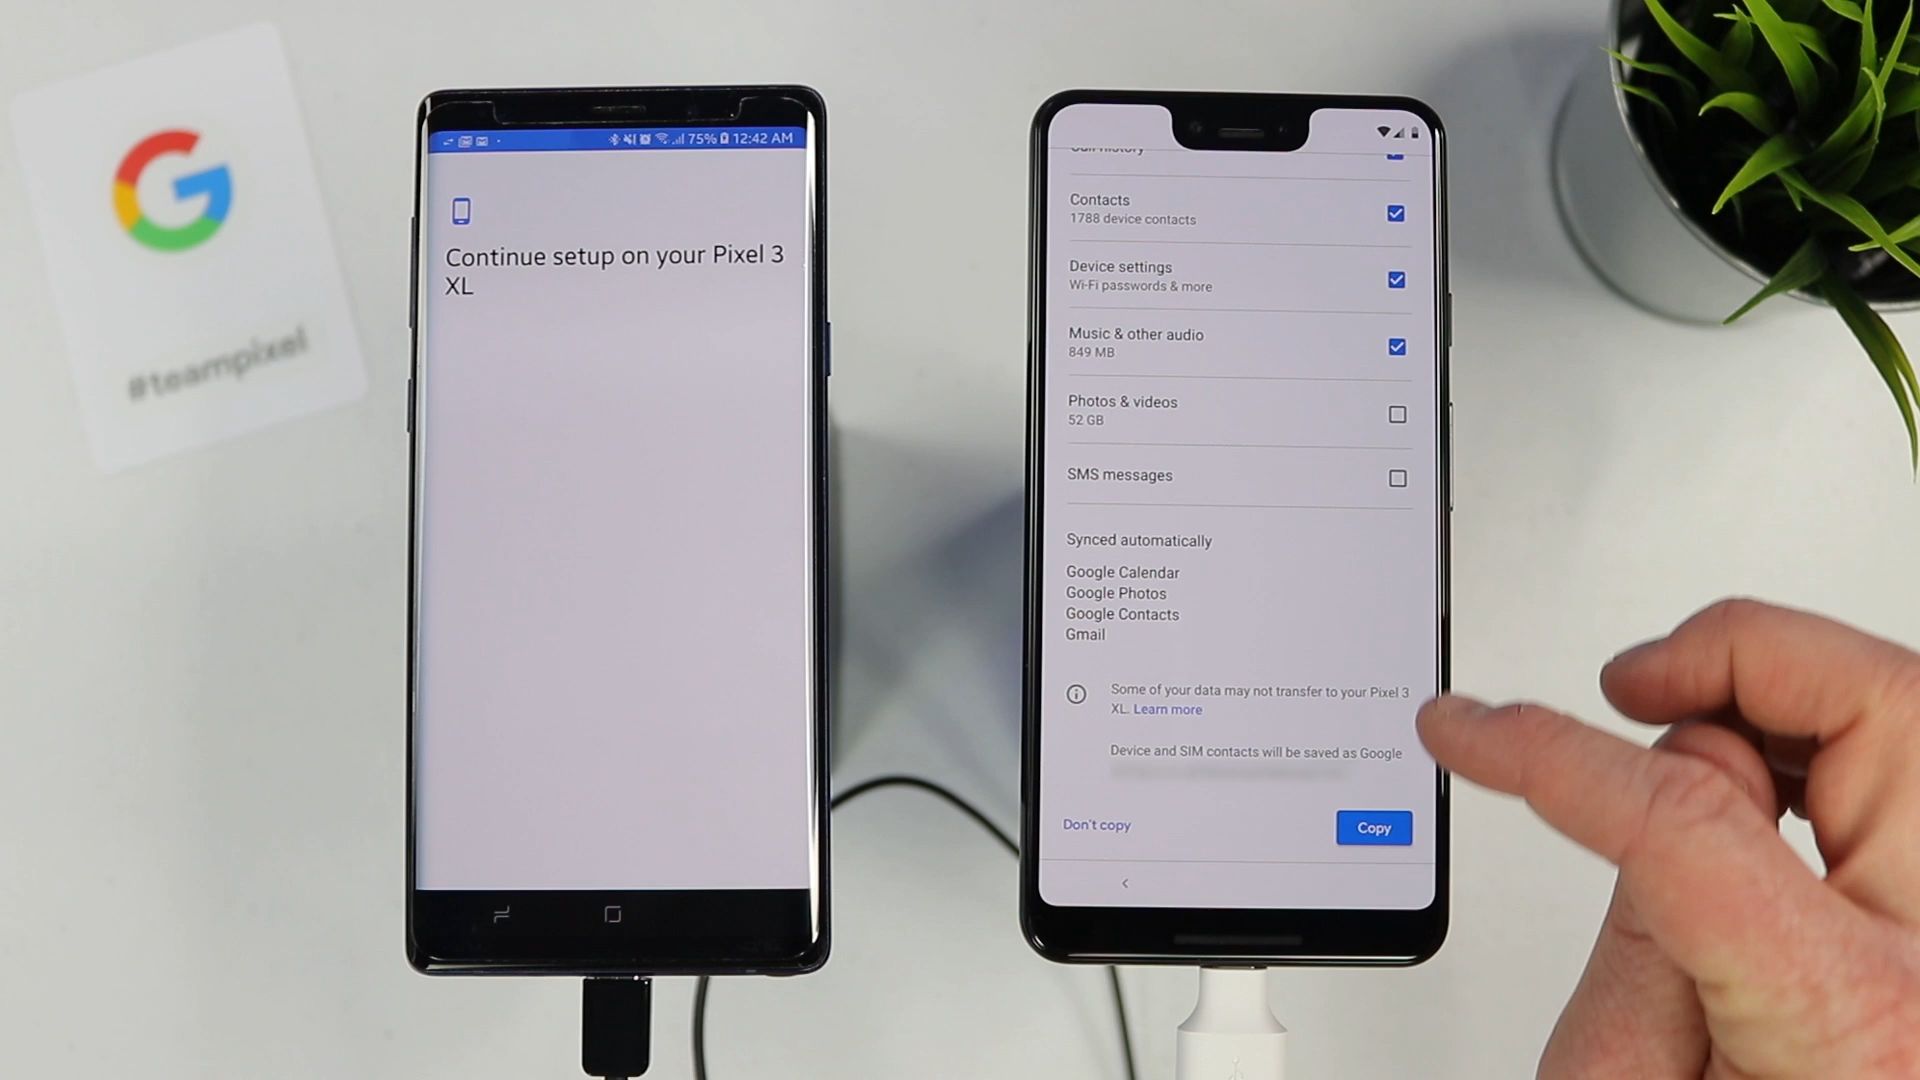 #teampixel
75% 12:42 AM
Continue setup on your Pixel 3
XL
Call history
Contacts
1788 device contacts
Device settings
Wi-Fi passwords & more
Music & other audio
849 MB
Photos & videos
52 GB
SMS messages
Synced automatically
Google Calendar
Google Photos
Google Contacts
Gmail
Some of your data may not transfer to your Pixel 3
XL. Learn more
Device and SIM contacts will be saved as Google
Don't copy
Copy